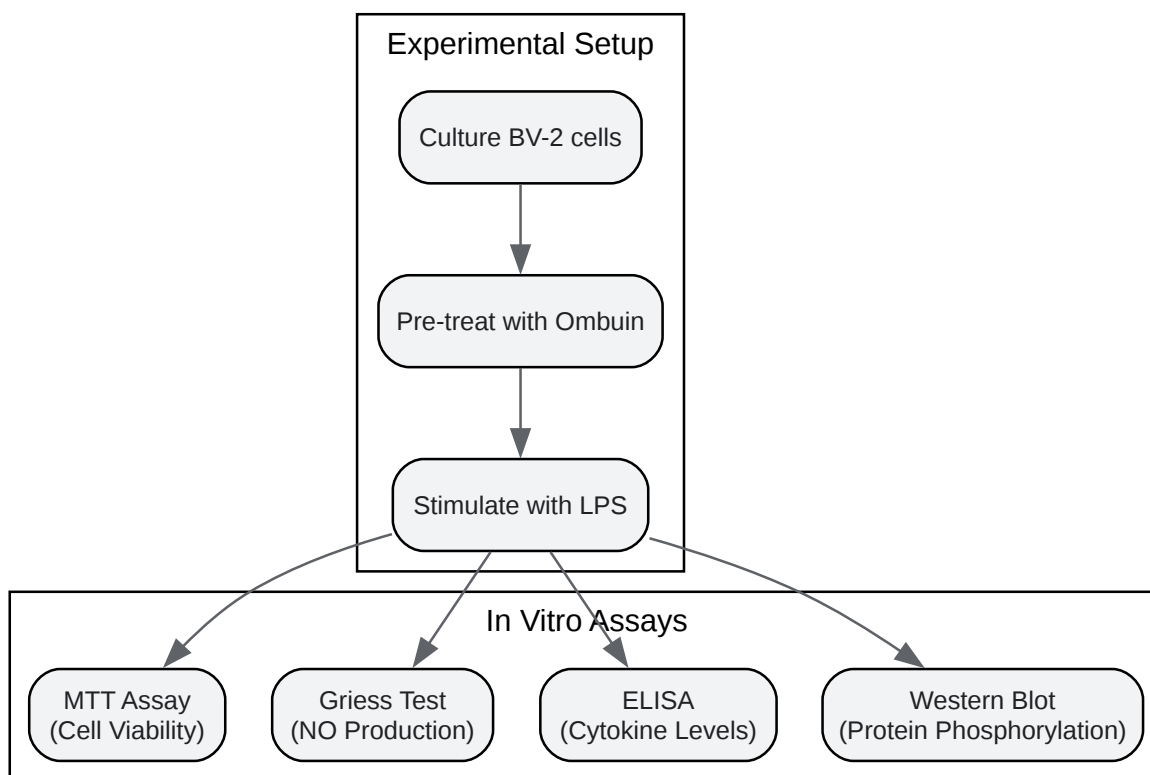 Experimental Setup
Culture BV-2 cells
Pre-treat with Ombuin
Stimulate with LPS
In Vitro Assays
MTT Assay
(Cell Viability)
Griess Test
(NO Production)
ELISA
(Cytokine Levels)
Western Blot
(Protein Phosphorylation)